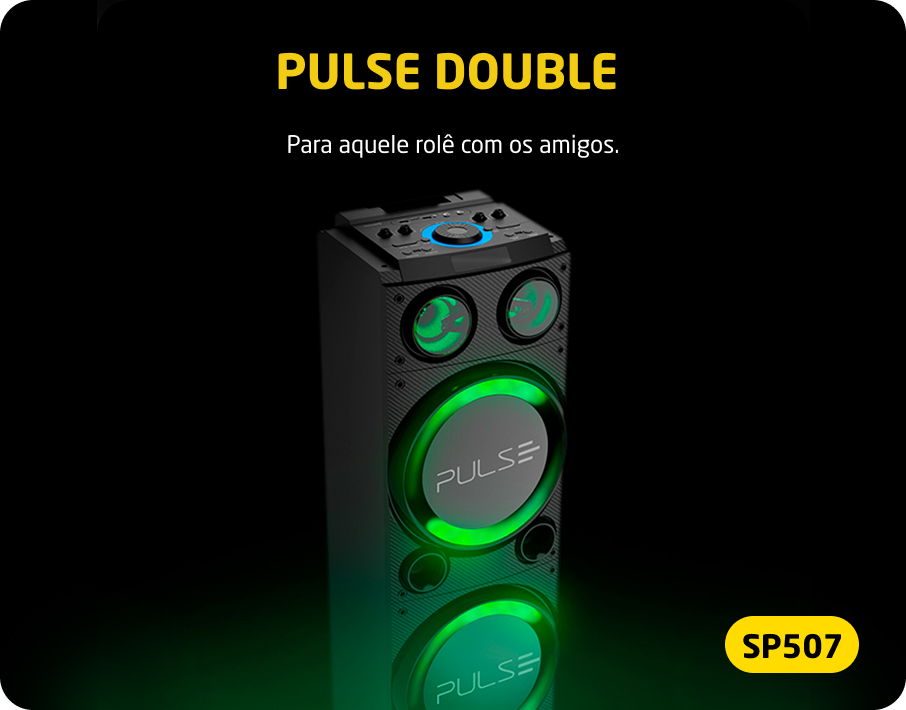 PULSE DOUBLE
Para aquele rolê com os amigos.
PULSE
PULSE
SP507